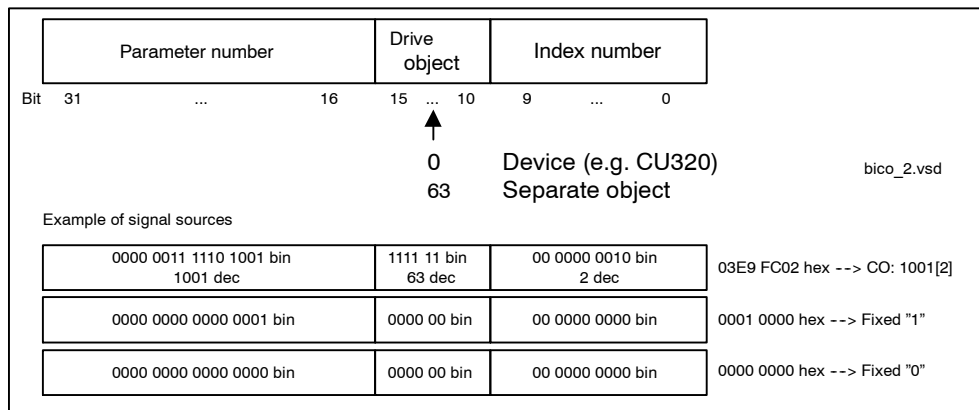 Parameter number
Drive object
Index number
Bit 31 ... 16 15 ... 10 9 ... 0
0 Device (e.g. CU320)
63 Separate object
bico_2.vsd
Example of signal sources
0000 0011 1110 1001 bin 1111 11 bin 00 0000 0010 bin
1001 dec 63 dec 2 dec
03E9 FC02 hex --> CO: 1001[2]
0000 0000 0000 0001 bin 0000 00 bin 00 0000 0000 bin 0001 0000 hex --> Fixed ”1”
0000 0000 0000 0000 bin 0000 00 bin 00 0000 0000 bin 0000 0000 hex --> Fixed ”0”